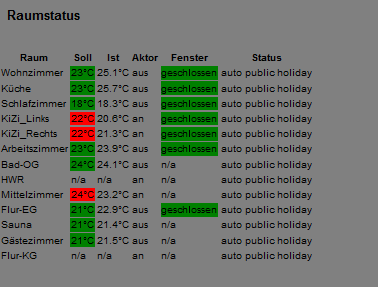 Raumstatus
Raum Soll Ist Aktor Fenster Status
Wohnzimmer 23°C 25.1°C aus geschlossen auto public holiday
Küche 23°C 25.7°C aus geschlossen auto public holiday
Schlafzimmer 18°C 18.3°C aus geschlossen auto public holiday
KiZi_Links 22°C 20.6°C an geschlossen auto public holiday
KiZi_Rechts 22°C 21.3°C an geschlossen auto public holiday
Arbeitszimmer 23°C 23.9°C aus geschlossen auto public holiday
Bad-OG 24°C 24.1°C aus n/a auto public holiday
HWR n/a n/a an n/a auto public holiday
Mittelzimmer 24°C 23.2°C an n/a auto public holiday
Flur-EG 21°C 22.9°C aus geschlossen auto public holiday
Sauna 21°C 21.4°C aus n/a auto public holiday
Gästezimmer 21°C 21.5°C aus n/a auto public holiday
Flur-KG n/a n/a an n/a auto public holiday